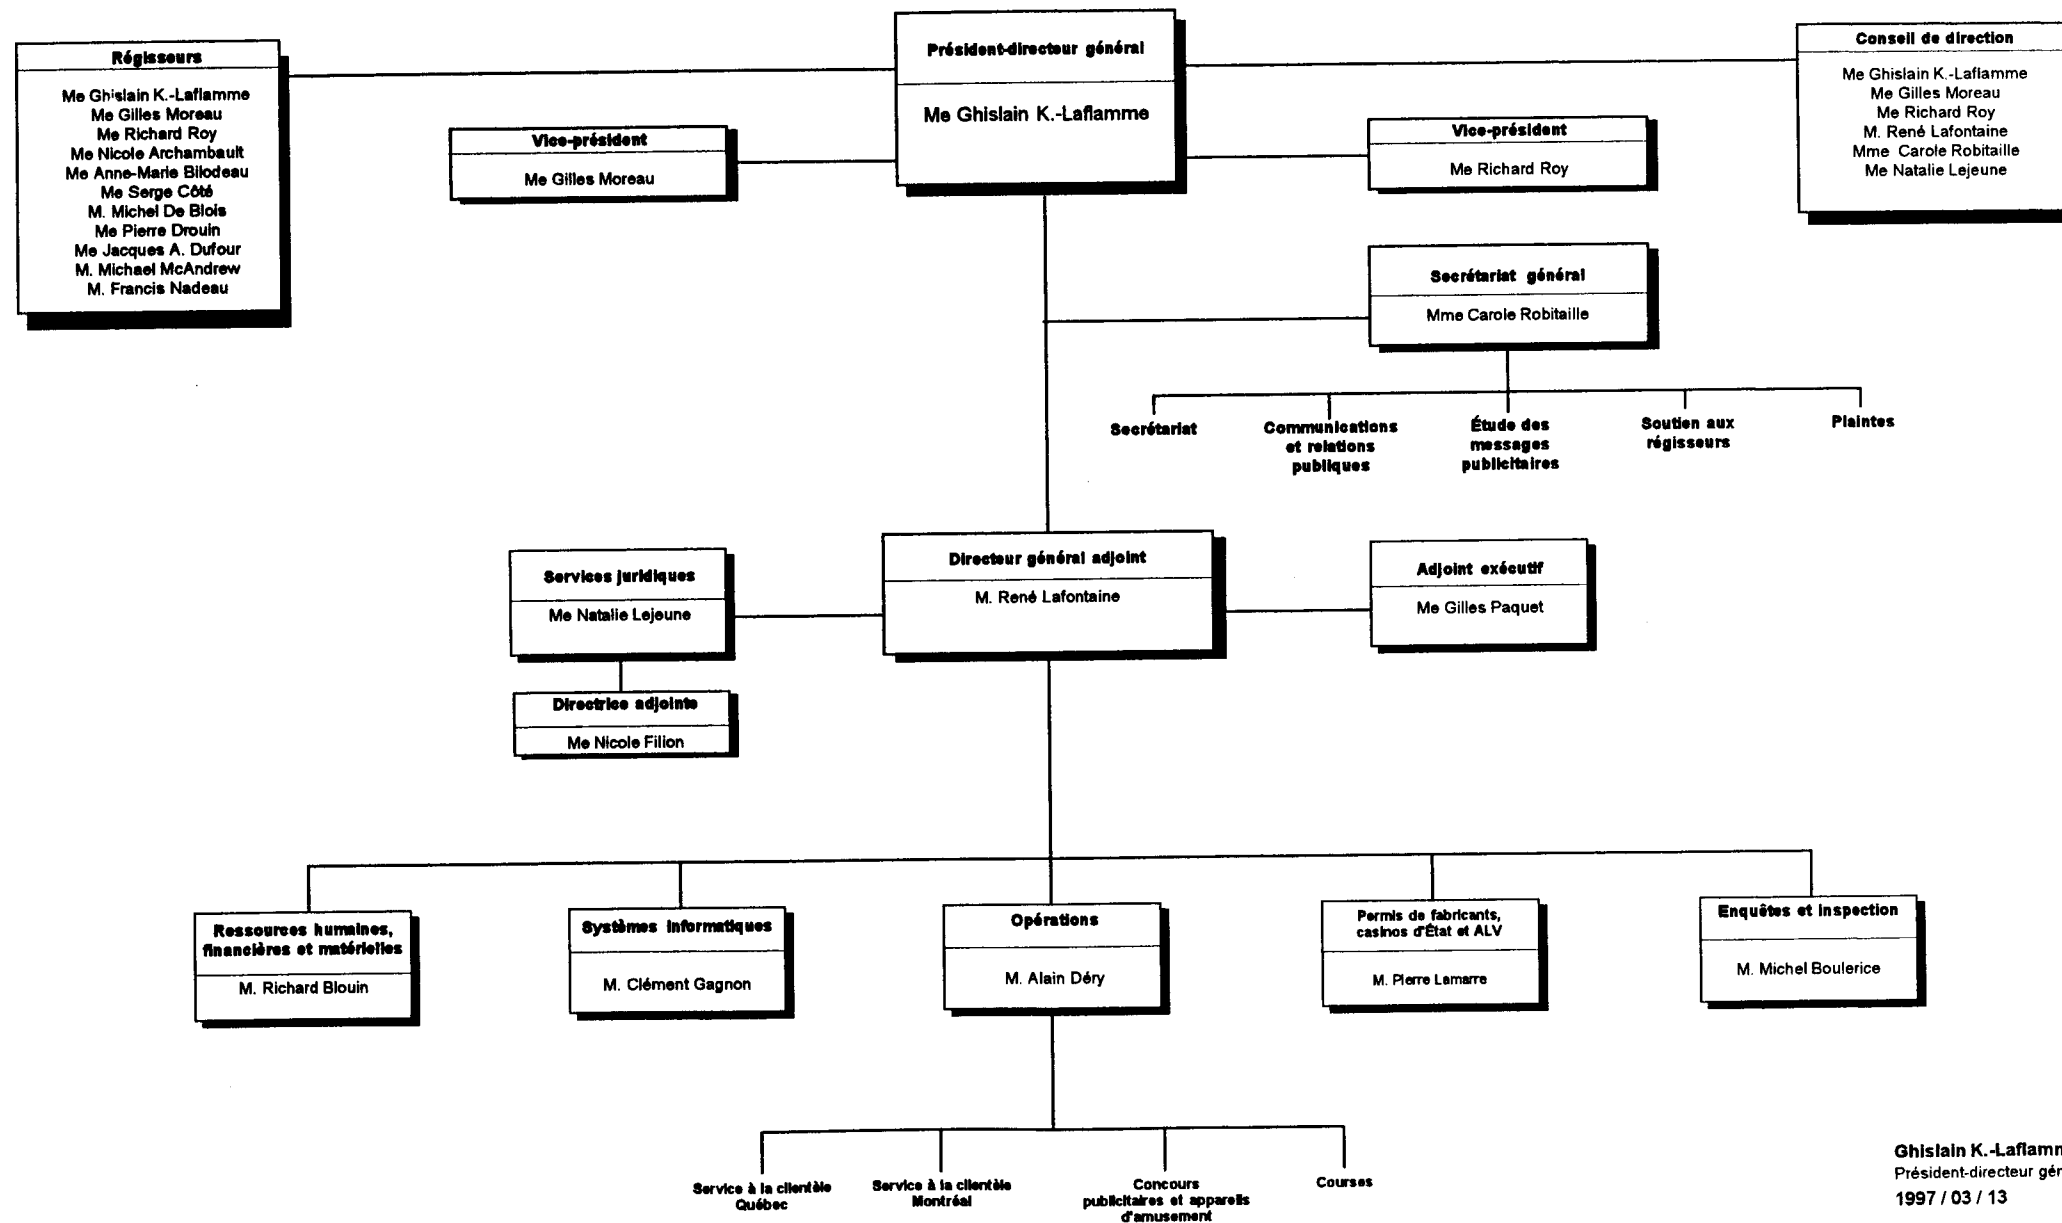 Président-directeur général
Me Ghislain K.-Laflamme
Régisseurs
Me Ghislain K.-Laflamme
Me Gilles Moreau
Me Richard Roy
Me Nicole Archambault
Me Anne-Marie Bilodeau
Me Serge Côté
M. Michel De Blois
Me Pierre Drouin
Me Jacques A. Dufour
M. Michael McAndrew
M. Francis Nadeau
Vice-président
Me Gilles Moreau
Vice-président
Me Richard Roy
Conseil de direction
Me Ghislain K.-Laflamme
Me Gilles Moreau
Me Richard Roy
M. René Lafontaine
Mme Carole Robitaille
Me Natalie Lejeune
Secrétariat général
Mme Carole Robitaille
Secrétariat
Communications
et relations
publiques
Étude des
messages
publicitaires
Soutien aux
régisseurs
Plaintes
Services juridiques
Me Natalie Lejeune
Directeur général adjoint
M. René Lafontaine
Adjoint exécutif
Me Gilles Paquet
Directrice adjointe
Me Nicole Filion
Ressources humaines,
financières et matérielles
M. Richard Blouin
Systèmes informatiques
M. Clément Gagnon
Opérations
M. Alain Déry
Permis de fabricants,
casinos d'État et ALV
M. Pierre Lamarre
Enquêtes et inspection
M. Michel Boulerice
Service à la clientèle
Québec
Service à la clientèle
Montréal
Concours
publicitaires et appareils
d'amusement
Courses
Ghislain K.-Laflamm
Président-directeur gén
1997 / 03 / 13